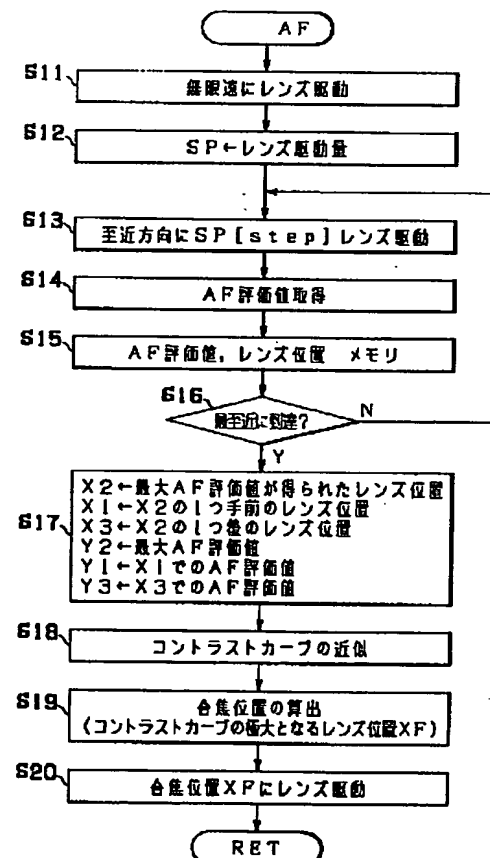 AF
S11
無限遠にレンズ駆動
S12
SP←レンズ駆動量
S13
至近方向にSP[step]レンズ駆動
S14
AF評価値取得
S15
AF評価値,レンズ位置 メモリ
S16
最至近に到達?
N
Y
S17
X2←最大AF評価値が得られたレンズ位置
X1←X2の1つ手前のレンズ位置
X3←X2の1つ後のレンズ位置
Y2←最大AF評価値
Y1←X1でのAF評価値
Y3←X3でのAF評価値
S18
コントラストカーブの近似
S19
合焦位置の算出
(コントラストカーブの極大となるレンズ位置XF)
S20
合焦位置XFにレンズ駆動
RET